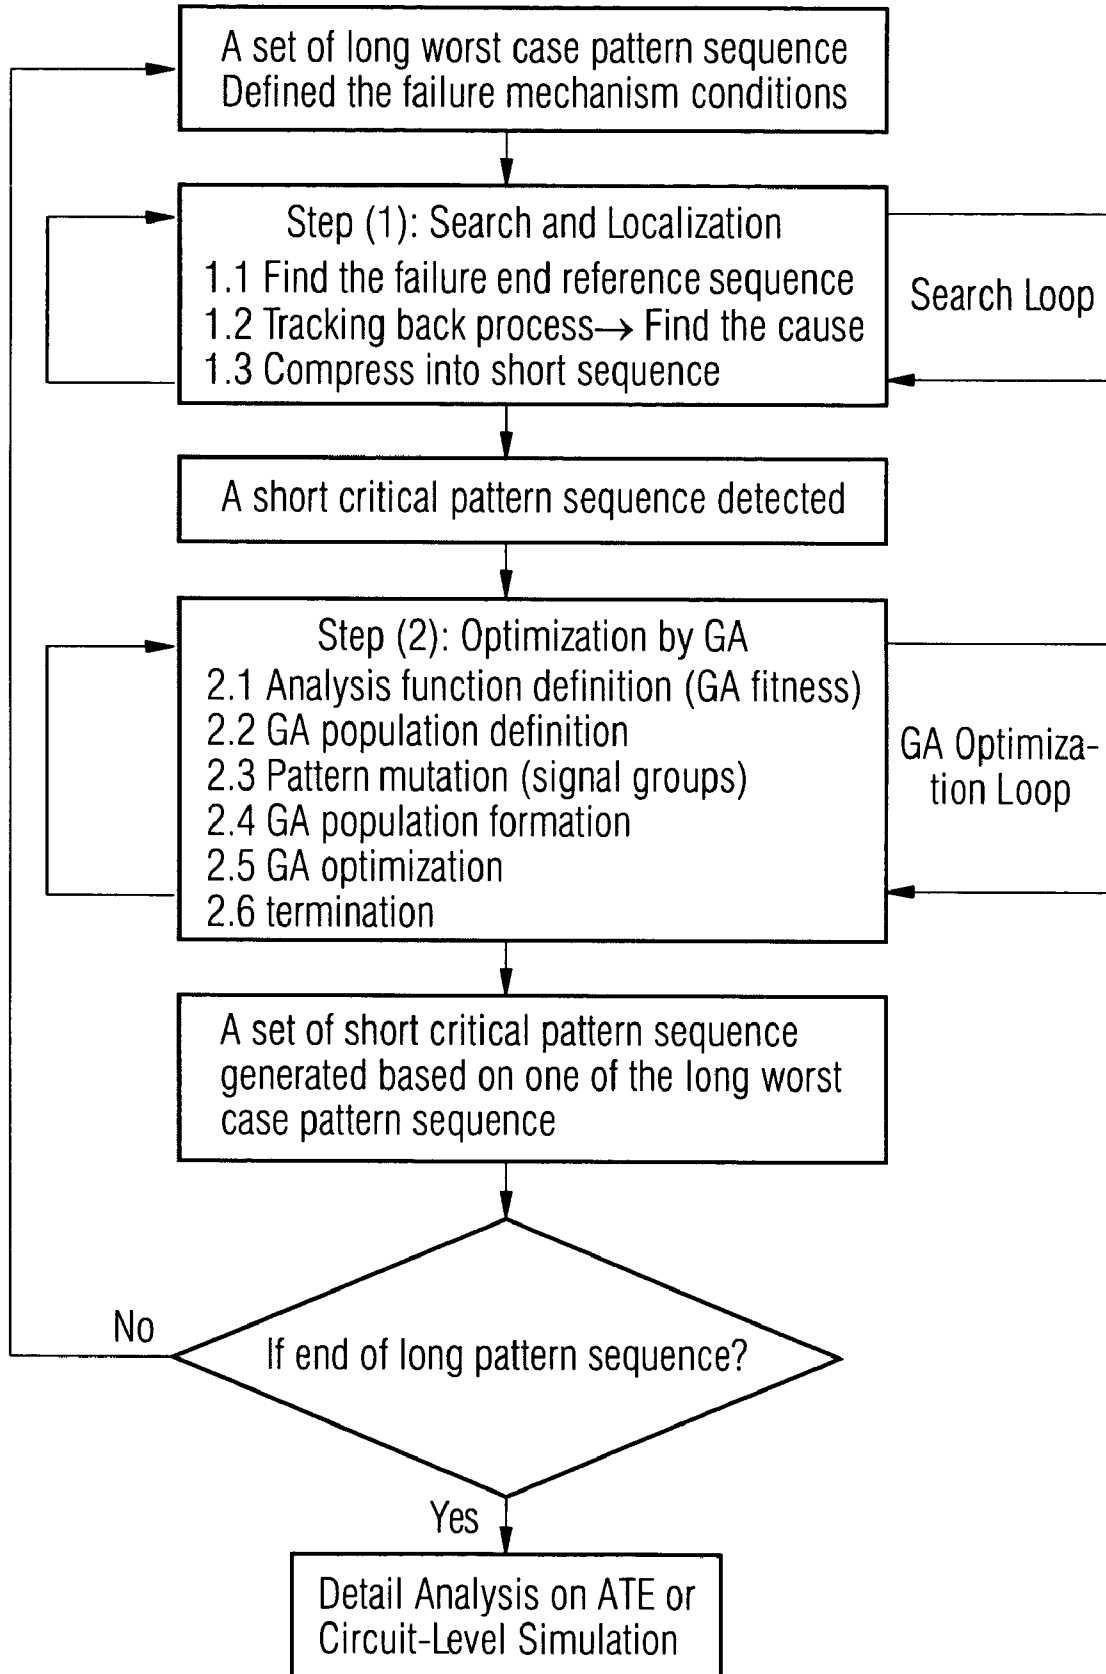 A set of long worst case pattern sequence
Defined the failure mechanism conditions
Step (1): Search and Localization
1.1 Find the failure end reference sequence
1.2 Tracking back process→ Find the cause
1.3 Compress into short sequence
Search Loop
A short critical pattern sequence detected
Step (2): Optimization by GA
2.1 Analysis function definition (GA fitness)
2.2 GA population definition
2.3 Pattern mutation (signal groups)
2.4 GA population formation
2.5 GA optimization
2.6 termination
GA Optimiza-
tion Loop
A set of short critical pattern sequence
generated based on one of the long worst
case pattern sequence
No
If end of long pattern sequence?
Yes
Detail Analysis on ATE or
Circuit-Level Simulation